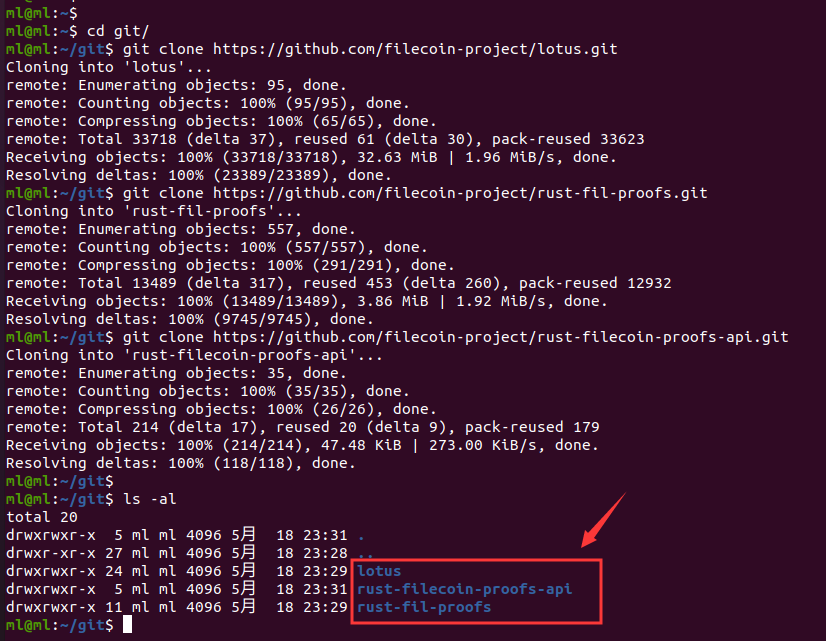 ml@ml:~$
ml@ml:~$ cd git/
ml@ml:~/git$ git clone https://github.com/filecoin-project/lotus.git
Cloning into 'lotus'...
remote: Enumerating objects: 95, done.
remote: Counting objects: 100% (95/95), done.
remote: Compressing objects: 100% (65/65), done.
remote: Total 33718 (delta 37), reused 61 (delta 30), pack-reused 33623
Receiving objects: 100% (33718/33718), 32.63 MiB | 1.96 MiB/s, done.
Resolving deltas: 100% (23389/23389), done.
ml@ml:~/git$ git clone https://github.com/filecoin-project/rust-fil-proofs.git
Cloning into 'rust-fil-proofs'...
remote: Enumerating objects: 557, done.
remote: Counting objects: 100% (557/557), done.
remote: Compressing objects: 100% (291/291), done.
remote: Total 13489 (delta 317), reused 453 (delta 260), pack-reused 12932
Receiving objects: 100% (13489/13489), 3.86 MiB | 1.92 MiB/s, done.
Resolving deltas: 100% (9745/9745), done.
ml@ml:~/git$ git clone https://github.com/filecoin-project/rust-filecoin-proofs-api.git
Cloning into 'rust-filecoin-proofs-api'...
remote: Enumerating objects: 35, done.
remote: Counting objects: 100% (35/35), done.
remote: Compressing objects: 100% (26/26), done.
remote: Total 214 (delta 17), reused 20 (delta 9), pack-reused 179
Receiving objects: 100% (214/214), 47.48 KiB | 273.00 KiB/s, done.
Resolving deltas: 100% (118/118), done.
ml@ml:~/git$
ml@ml:~/git$ ls -al
total 20
drwxrwxr-x  5 ml ml 4096 5月  18 23:31 .
drwxr-xr-x 27 ml ml 4096 5月  18 23:28 ..
drwxrwxr-x 24 ml ml 4096 5月  18 23:29 lotus
drwxrwxr-x  5 ml ml 4096 5月  18 23:31 rust-filecoin-proofs-api
drwxrwxr-x 11 ml ml 4096 5月  18 23:29 rust-fil-proofs
ml@ml:~/git$